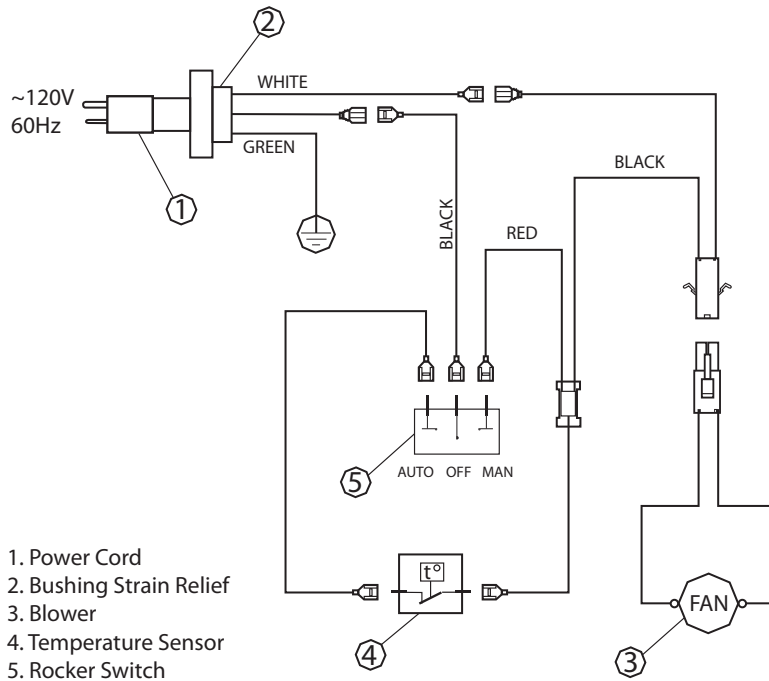 2
WHITE
~120V
60Hz
GREEN
1
BLACK
BLACK
RED
AUTO OFF MAN
5
t°
4
FAN
3
1. Power Cord
2. Bushing Strain Relief
3. Blower
4. Temperature Sensor
5. Rocker Switch